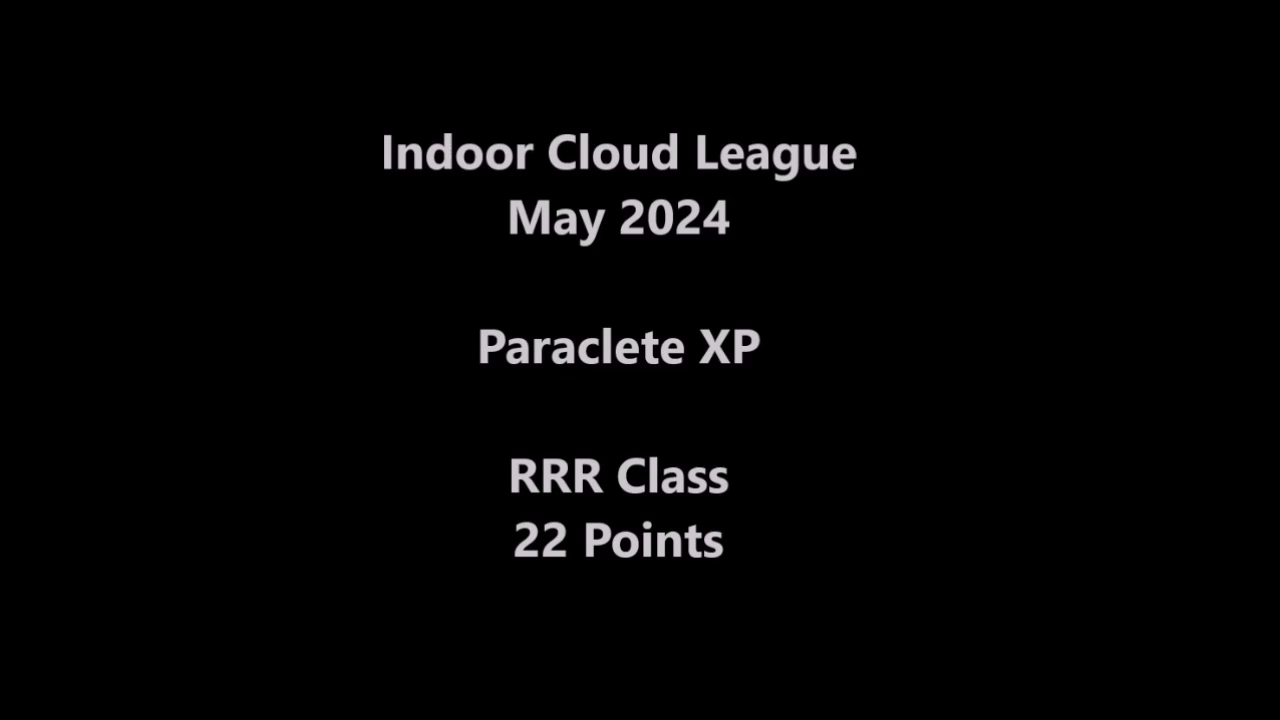 Indoor Cloud League
May 2024
Paraclete XP
RRR Class
22 Points